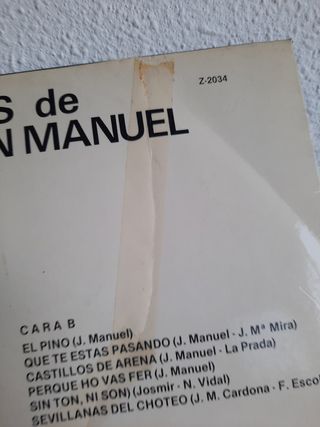 Z-2034
S de
N MANUEL
CARA B
EL PINO (J. Manuel)
QUE TE ESTAS PASANDO (J. Manuel - J. Mª Mira)
CASTILLOS DE ARENA (J. Manuel - La Prada)
PERQUE HO VAS FER (J. Manuel)
SIN TON, NI SON) (Josmir - N. Vidal)
SEVILLANAS DEL CHOTEO (J. M. Cardona - F. Escol